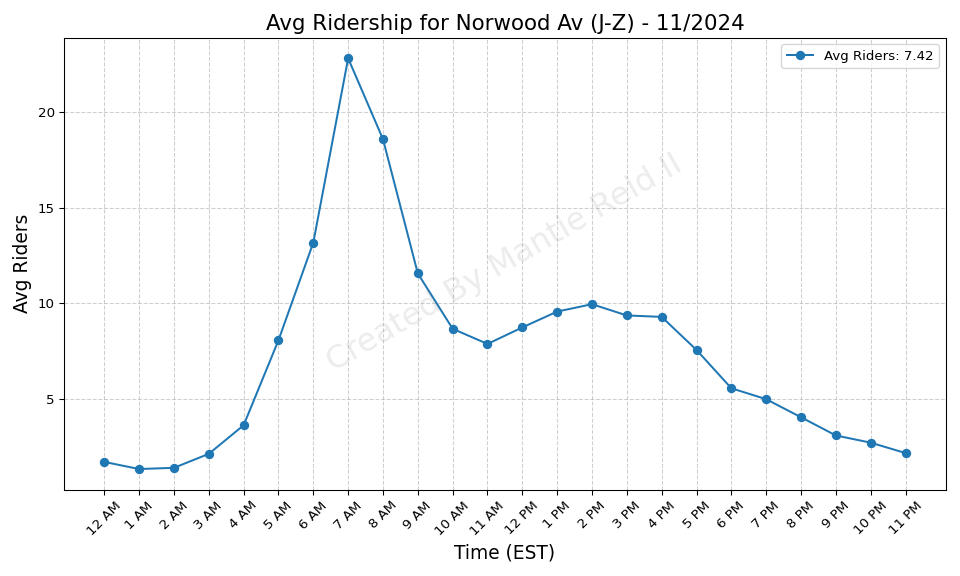 Avg Ridership for Norwood Av (J-Z) - 11/2024
Avg Riders: 7.42
20
15
10
5
Avg Riders
Created By Mantle Reid II
12 AM
1 AM
2 AM
3 AM
4 AM
5 AM
6 AM
7 AM
8 AM
9 AM
10 AM
11 AM
12 PM
1 PM
2 PM
3 PM
4 PM
5 PM
6 PM
7 PM
8 PM
9 PM
10 PM
11 PM
Time (EST)